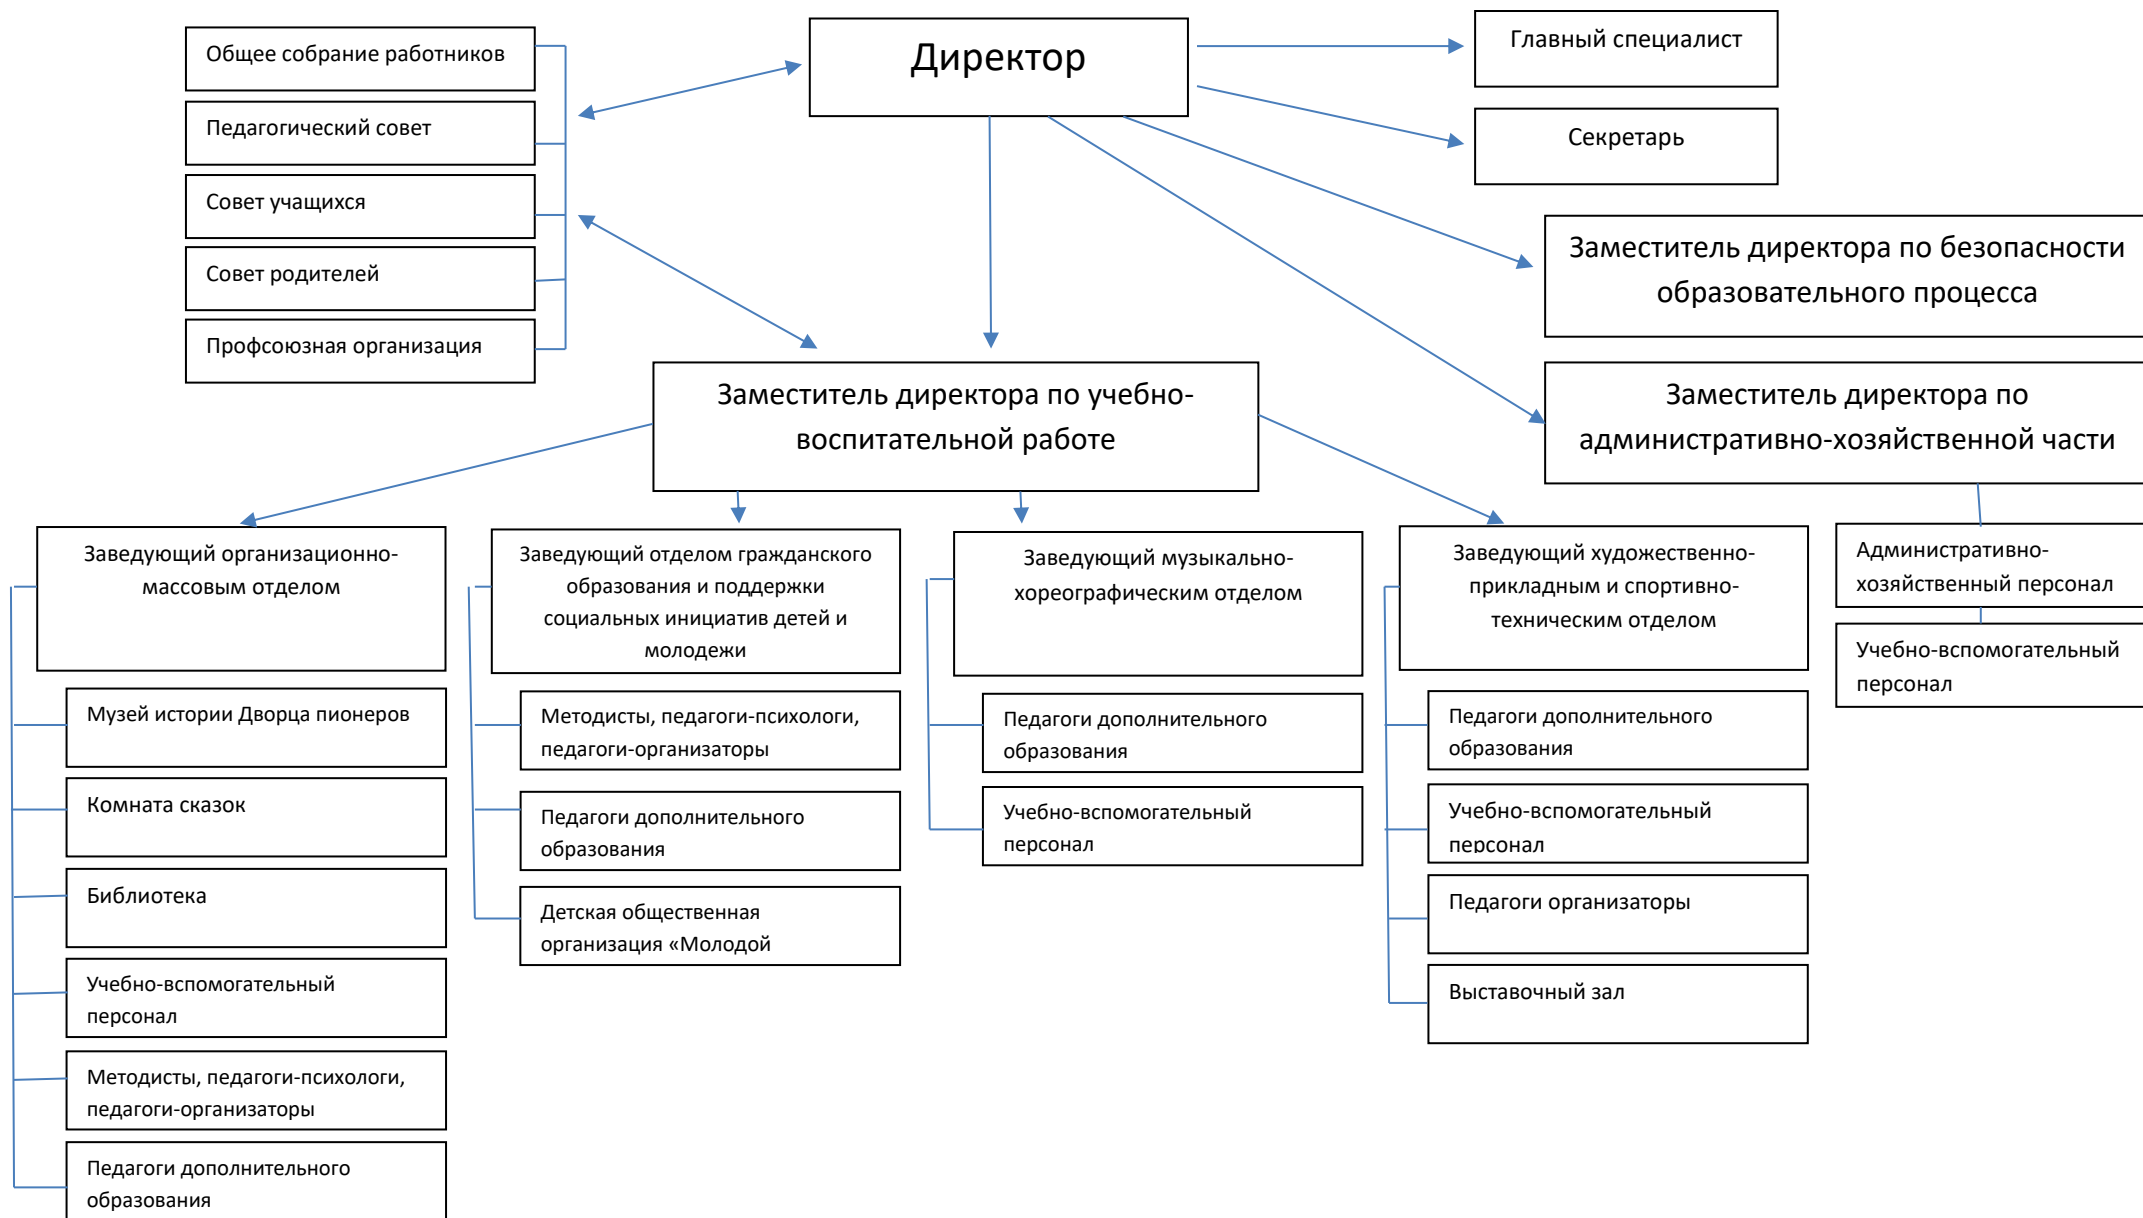 Общее собрание работников
Педагогический совет
Совет учащихся
Совет родителей
Профсоюзная организация
Директор
Главный специалист
Секретарь
Заместитель директора по безопасности
образовательного процесса
Заместитель директора по учебно-
воспитательной работе
Заместитель директора по
административно-хозяйственной части
Заведующий организационно-
массовым отделом
Музей истории Дворца пионеров
Комната сказок
Библиотека
Учебно-вспомогательный
персонал
Методисты, педагоги-психологи,
педагоги-организаторы
Педагоги дополнительного
образования
Заведующий отделом гражданского
образования и поддержки
социальных инициатив детей и
молодежи
Методисты, педагоги-психологи,
педагоги-организаторы
Педагоги дополнительного
образования
Детская общественная
организация «Молодой
Заведующий музыкально-
хореографическим отделом
Педагоги дополнительного
образования
Учебно-вспомогательный
персонал
Заведующий художественно-
прикладным и спортивно-
техническим отделом
Педагоги дополнительного
образования
Учебно-вспомогательный
персонал
Педагоги организаторы
Выставочный зал
Административно-
хозяйственный персонал
Учебно-вспомогательный
персонал